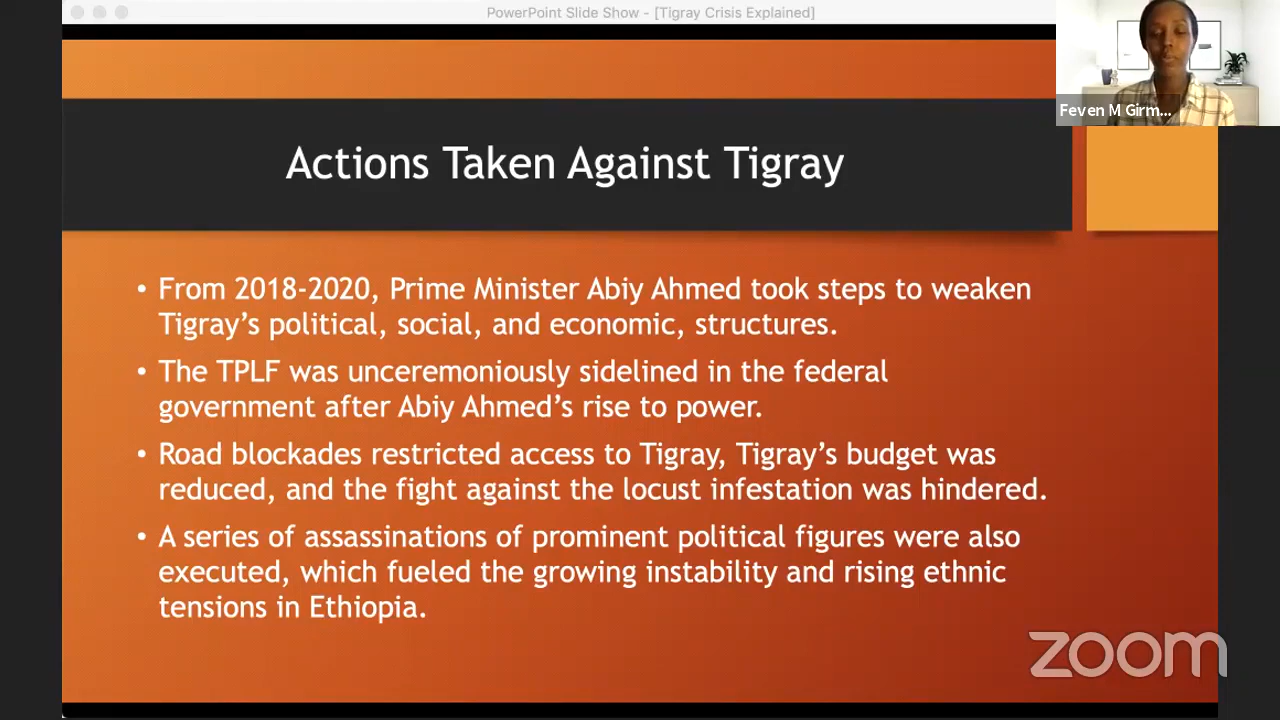 PowerPoint Slide Show - [Tigray Crisis Explained]
Feven M Girm...
Actions Taken Against Tigray
• From 2018-2020, Prime Minister Abiy Ahmed took steps to weaken
Tigray’s political, social, and economic, structures.
• The TPLF was unceremoniously sidelined in the federal
government after Abiy Ahmed’s rise to power.
• Road blockades restricted access to Tigray, Tigray’s budget was
reduced, and the fight against the locust infestation was hindered.
• A series of assassinations of prominent political figures were also
executed, which fueled the growing instability and rising ethnic
tensions in Ethiopia.
zoom